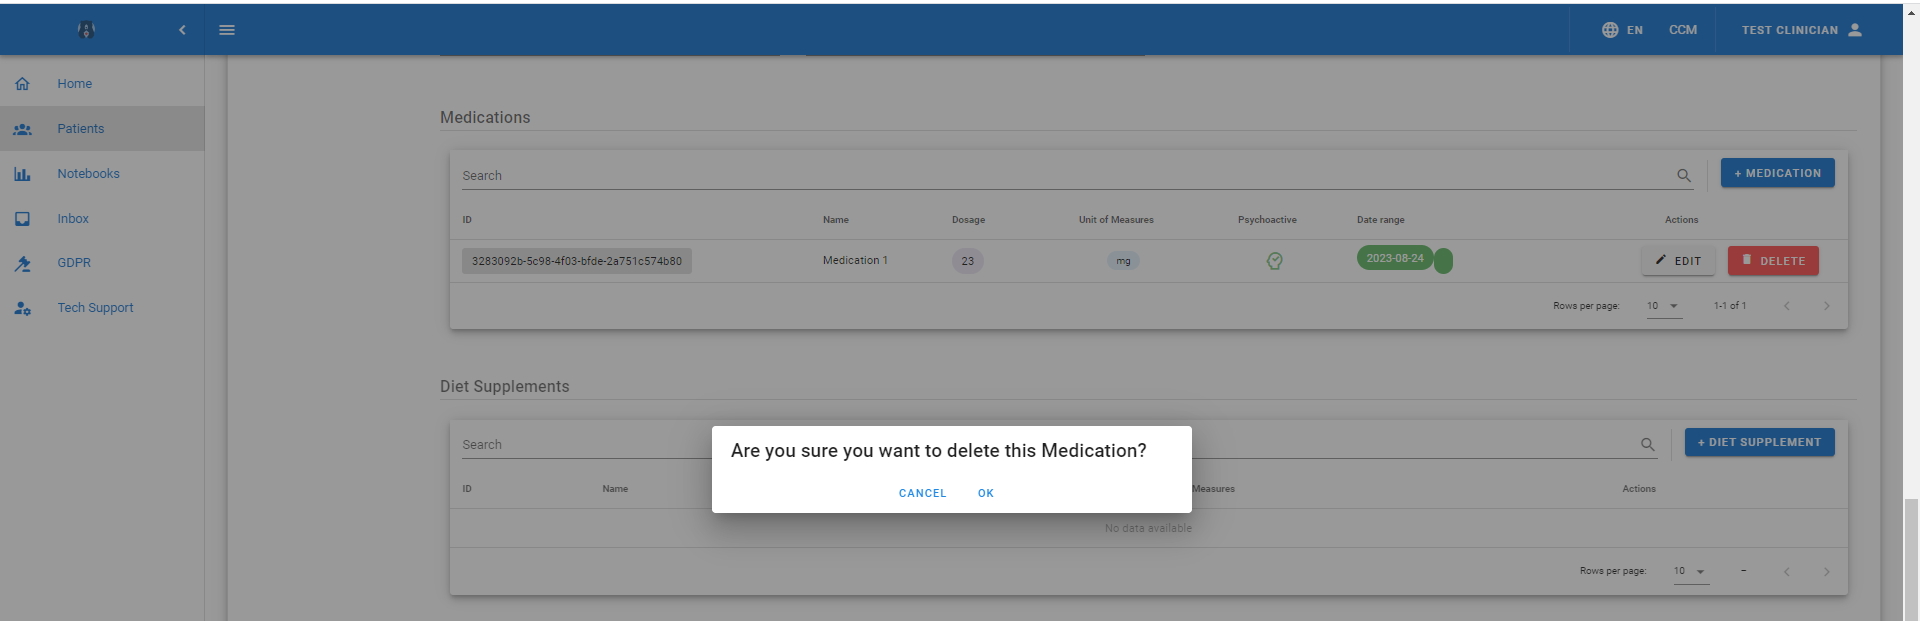 EN CCM TEST CLINICIAN
Home
Patients
Notebooks
Inbox
GDPR
Tech Support
Medications
Search + MEDICATION
ID Name Dosage Unit of Measures Psychoactive Date range Actions
3283092b-5c98-4f03-bfde-2a751c574b80 Medication 1 23 mg 2023-08-24 EDIT DELETE
Rows per page: 10 1-1 of 1
Diet Supplements
Search + DIET SUPPLEMENT
Are you sure you want to delete this Medication?
CANCEL OK
ID Name Measures Actions
No data available
Rows per page: 10 –